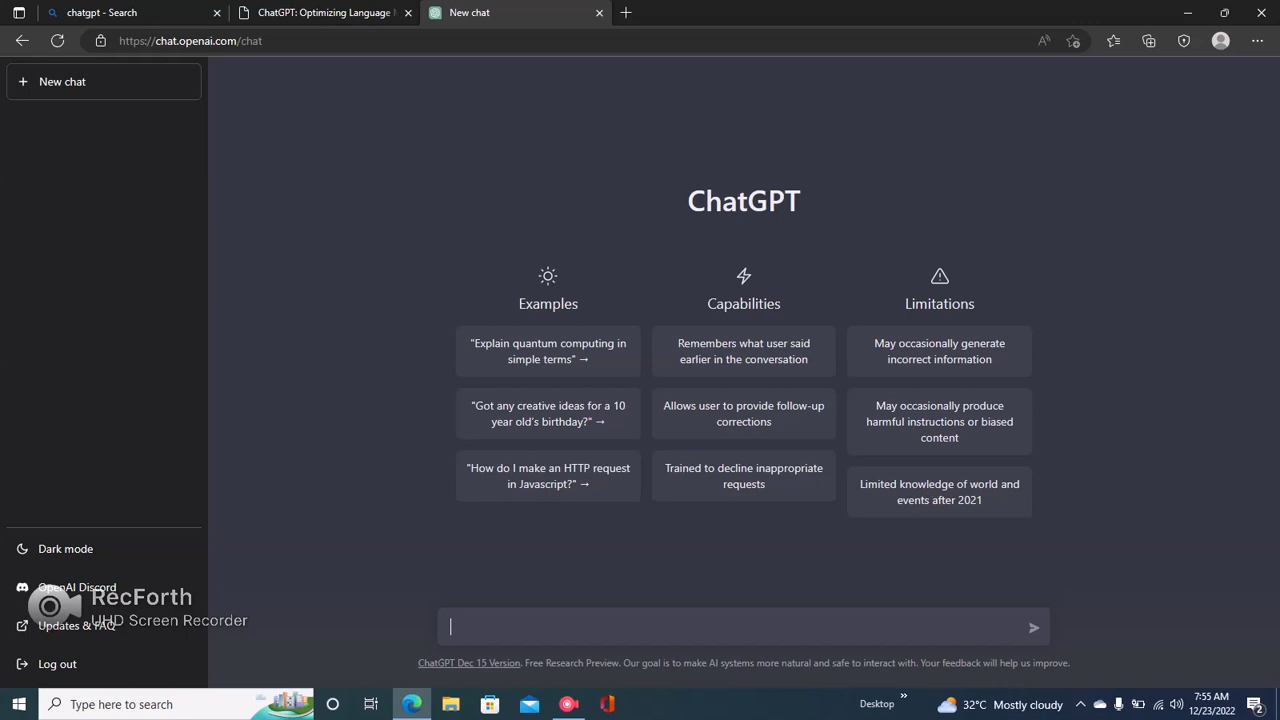 chatgpt - Search
ChatGPT: Optimizing Language
New chat
https://chat.openai.com/chat
New chat
ChatGPT
Examples
Capabilities
Limitations
"Explain quantum computing in
simple terms" →
Remembers what user said
earlier in the conversation
May occasionally generate
incorrect information
"Got any creative ideas for a 10
year old's birthday?" →
Allows user to provide follow-up
corrections
May occasionally produce
harmful instructions or biased
content
"How do I make an HTTP request
in Javascript?" →
Trained to decline inappropriate
requests
Limited knowledge of world and
events after 2021
Dark mode
OpenAI Discord
RecForth
UHD Screen Recorder
Updates & FAQ
Log out
ChatGPT Dec 15 Version. Free Research Preview. Our goal is to make AI systems more natural and safe to interact with. Your feedback will help us improve.
Type here to search
Desktop
32°C Mostly cloudy
7:55 AM
12/23/2022
2